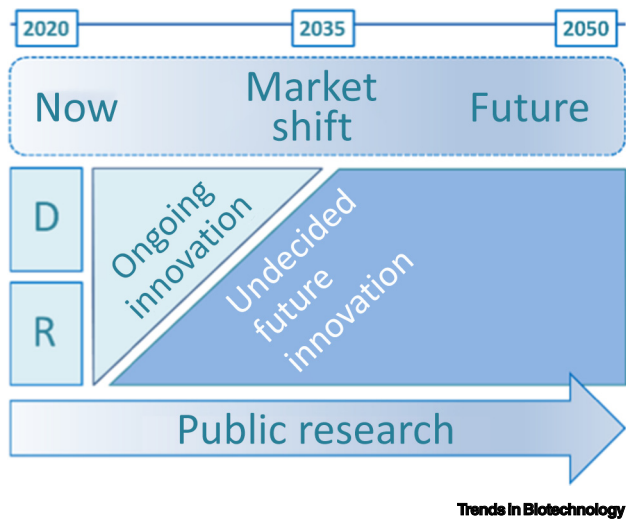 2020 2035 2050
Now Market shift Future
D
R
Ongoing
innovation
Undecided
future
innovation
Public research
Trends in Biotechnology